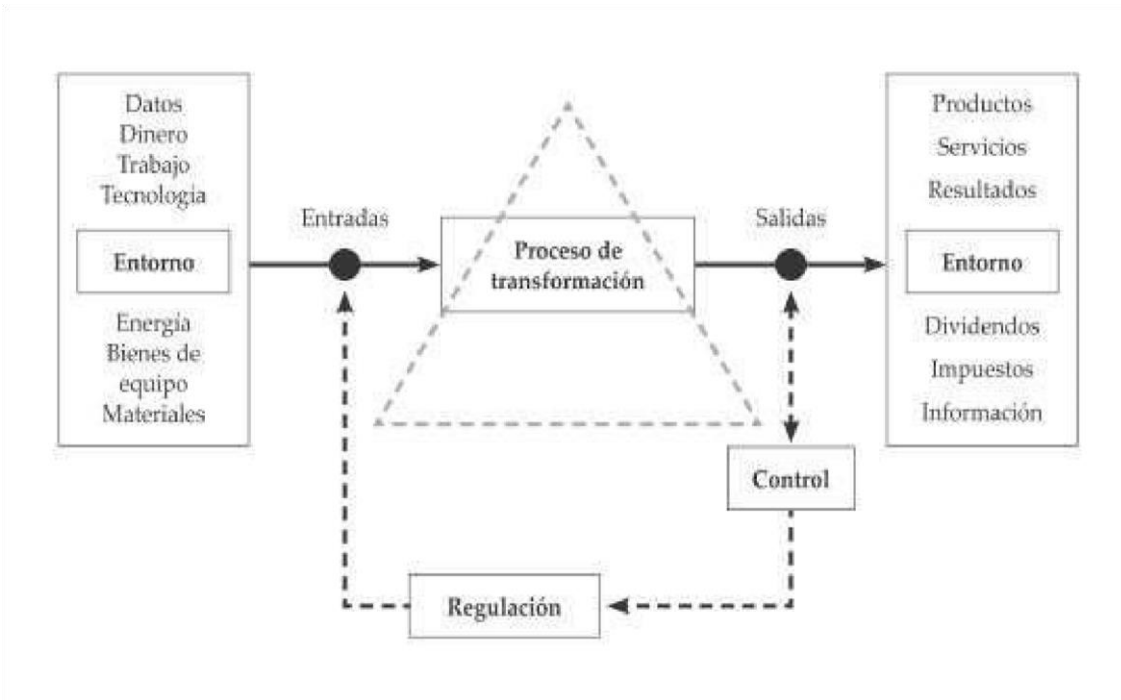 Datos
Dinero
Trabajo
Tecnología
Entorno
Energía
Bienes de
equipo
Materiales
Entradas
Proceso de
transformación
Salidas
Productos
Servicios
Resultados
Entorno
Dividendos
Impuestos
Información
Control
Regulación